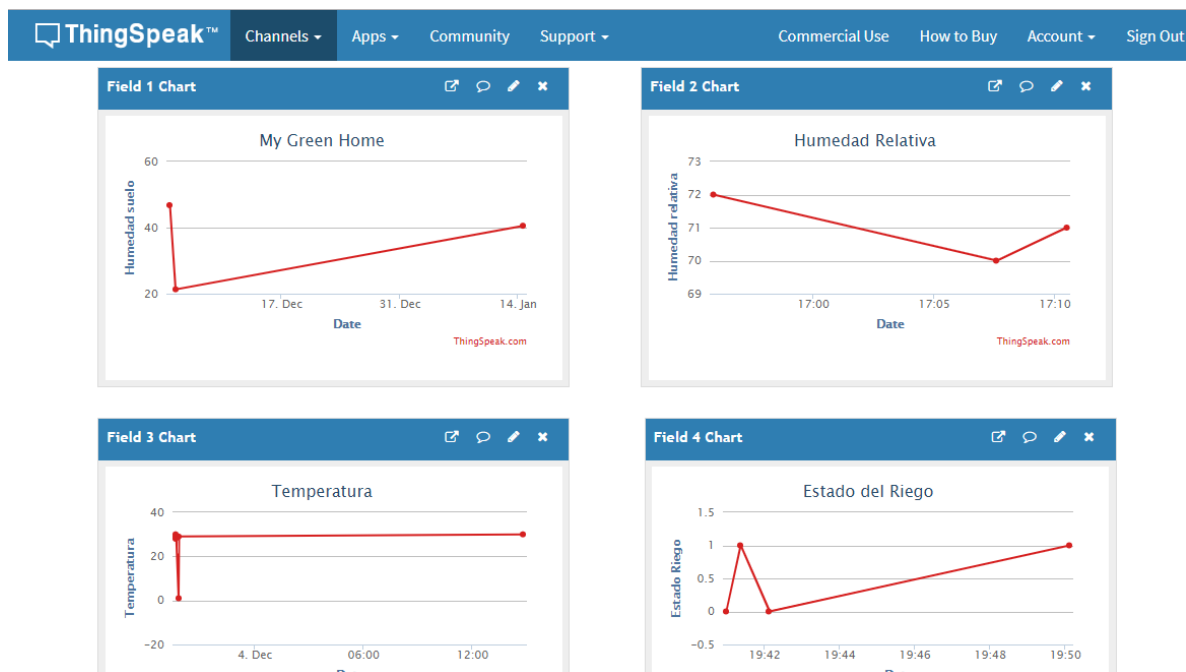 ThingSpeak™ Channels Apps Community Support Commercial Use How to Buy Account Sign Out
Field 1 Chart
My Green Home
Humedad suelo
60
40
20
17. Dec 31. Dec 14. Jan
Date
ThingSpeak.com
Field 2 Chart
Humedad Relativa
Humedad relativa
73
72
71
70
69
17:00 17:05 17:10
Date
ThingSpeak.com
Field 3 Chart
Temperatura
Temperatura
40
20
0
-20
4. Dec 06:00 12:00
Field 4 Chart
Estado del Riego
Estado Riego
1.5
1
0.5
0
-0.5
19:42 19:44 19:46 19:48 19:50